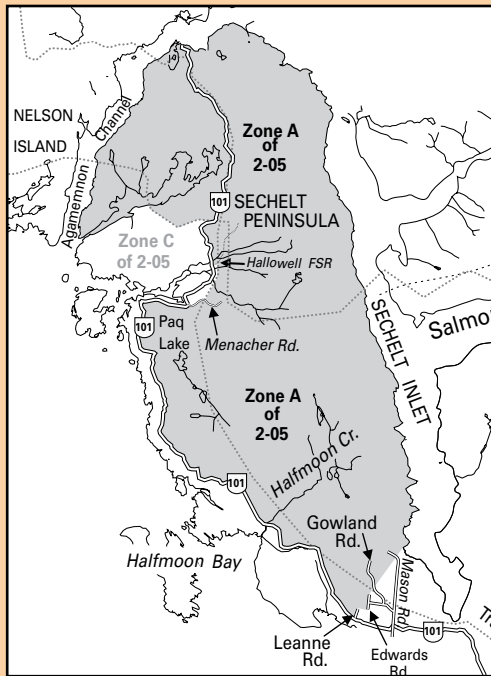 NELSON
ISLAND
Agamemnon Channel
Zone A
of
2-05
101
SECHELT
PENINSULA
Zone C
of 2-05
Hallowell FSR
SECHELT INLET
Salmo
101
Paq
Lake
Menacher Rd.
Zone A
of
2-05
Halfmoon Cr.
101
Gowland
Rd.
Halfmoon Bay
Mason Rd.
Leanne
Rd.
Edwards
Rd
101